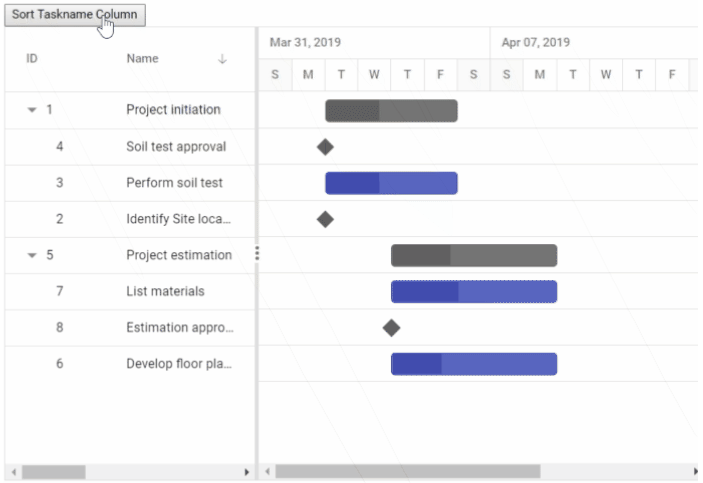 Sort Taskname Column
Mar 31, 2019 Apr 07, 2019
ID Name
S M T W T F S S M T W T F
1 Project initiation
4 Soil test approval
3 Perform soil test
2 Identify Site loca...
5 Project estimation
7 List materials
8 Estimation appro...
6 Develop floor pla...